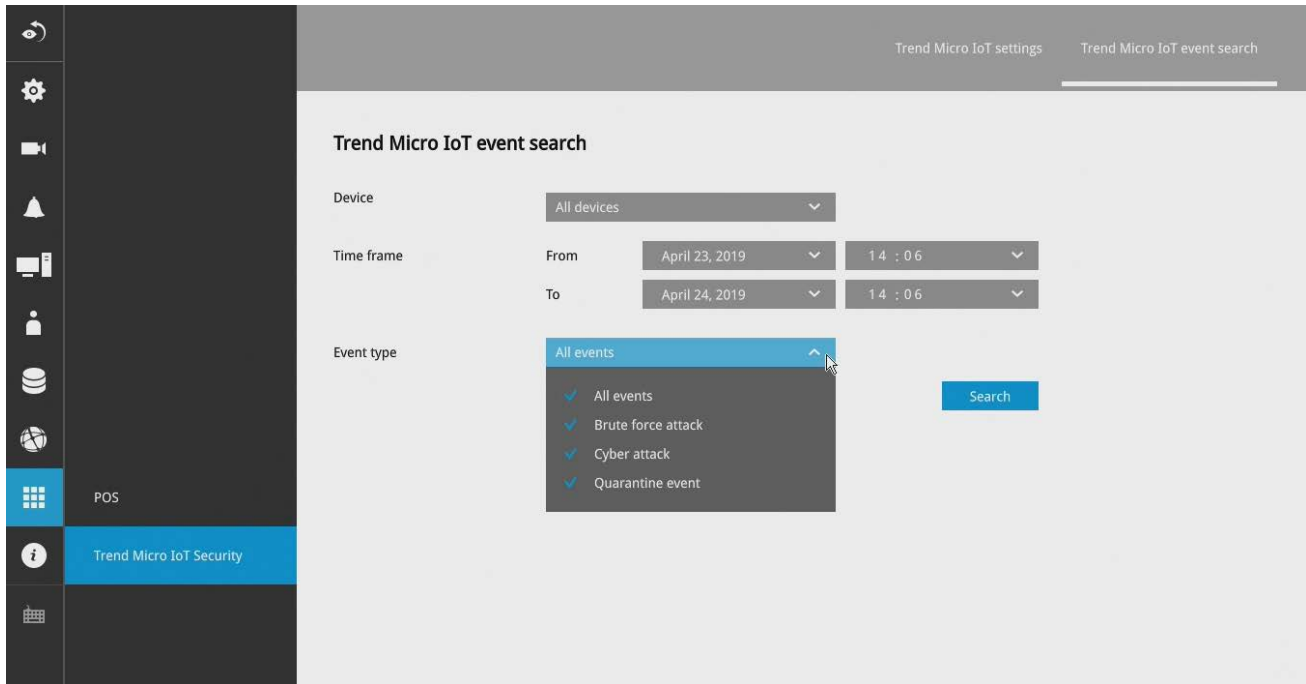 Trend Micro IoT settings Trend Micro IoT event search
Trend Micro IoT event search
Device All devices
Time frame From April 23, 2019 14 : 06
To April 24, 2019 14 : 06
Event type All events
All events
Search
Brute force attack
Cyber attack
Quarantine event
POS
Trend Micro IoT Security